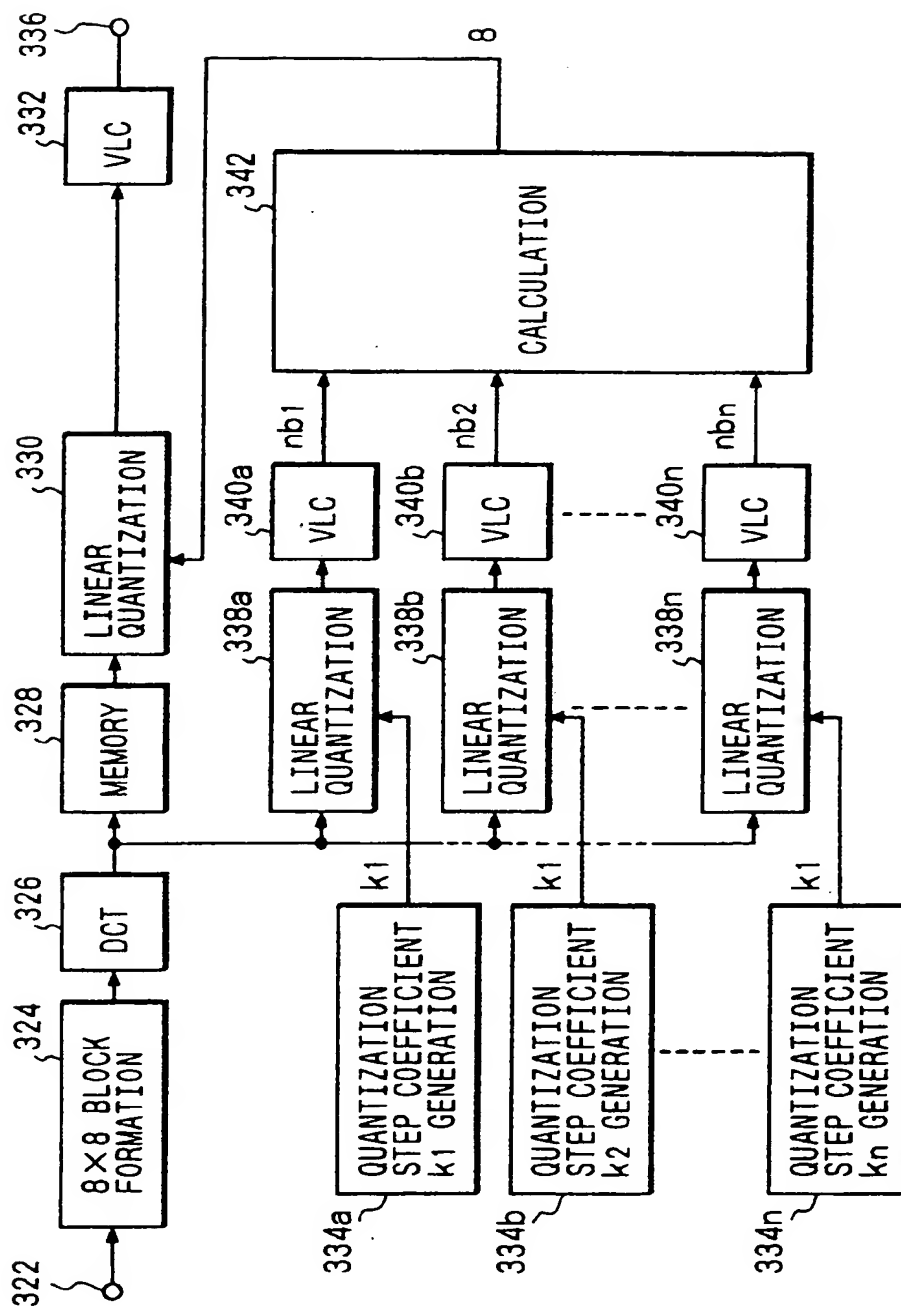 322
324
8×8 BLOCK
FORMATION
326
DCT
328
MEMORY
330
LINEAR
QUANTIZATION
332
VLC
336
8
334a
QUANTIZATION
STEP COEFFICIENT
k1 GENERATION
k1
338a
LINEAR
QUANTIZATION
340a
VLC
nb1
342
CALCULATION
334b
QUANTIZATION
STEP COEFFICIENT
k2 GENERATION
k1
338b
LINEAR
QUANTIZATION
340b
VLC
nb2
334n
QUANTIZATION
STEP COEFFICIENT
kn GENERATION
k1
338n
LINEAR
QUANTIZATION
340n
VLC
nbn